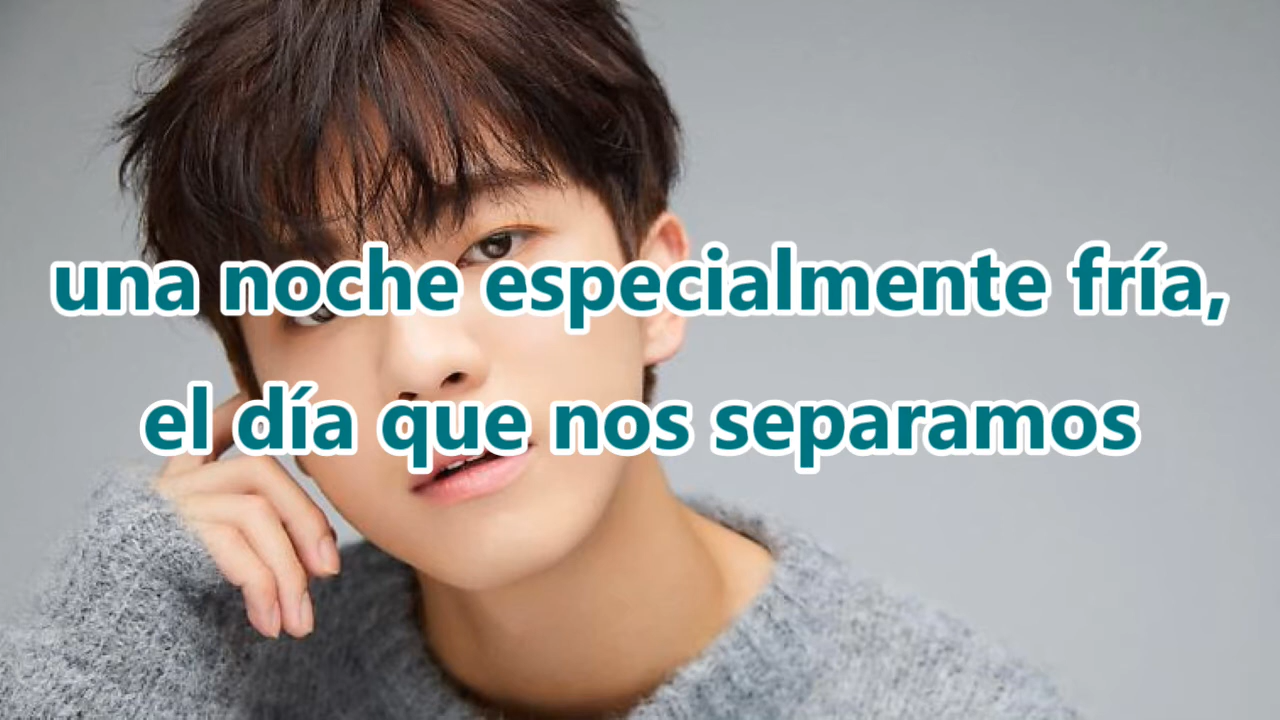 una noche especialmente fría,
el día que nos separamos